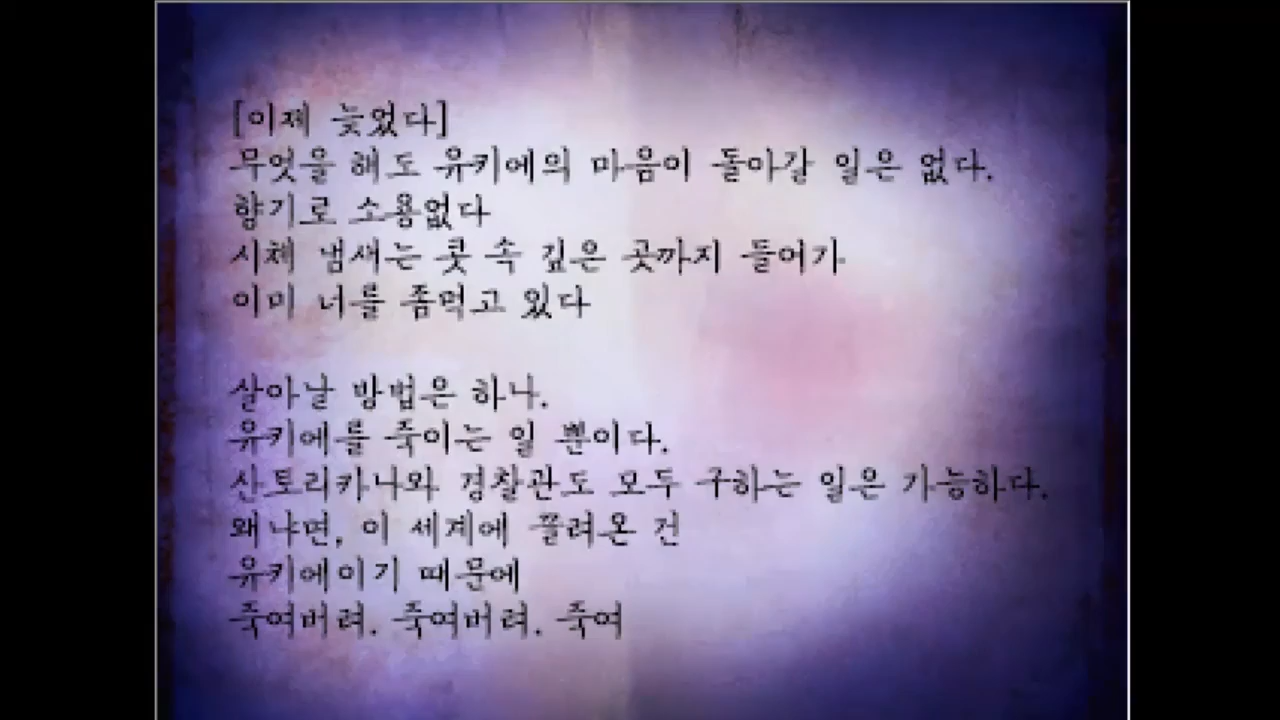 [이제 늦었다]
무엇을 해도 유키에의 마음이 돌아갈 일은 없다.
향기로 소용없다
시체 냄새는 콧 속 깊은 곳까지 들어가
이미 너를 좀먹고 있다
살아날 방법은 하나.
유키에를 죽이는 일 뿐이다.
산토리카나와 경찰관도 모두 구하는 일은 가능하다.
왜냐면, 이 세계에 끌려온 건
유키에이기 때문에
죽여버려. 죽여버려. 죽여